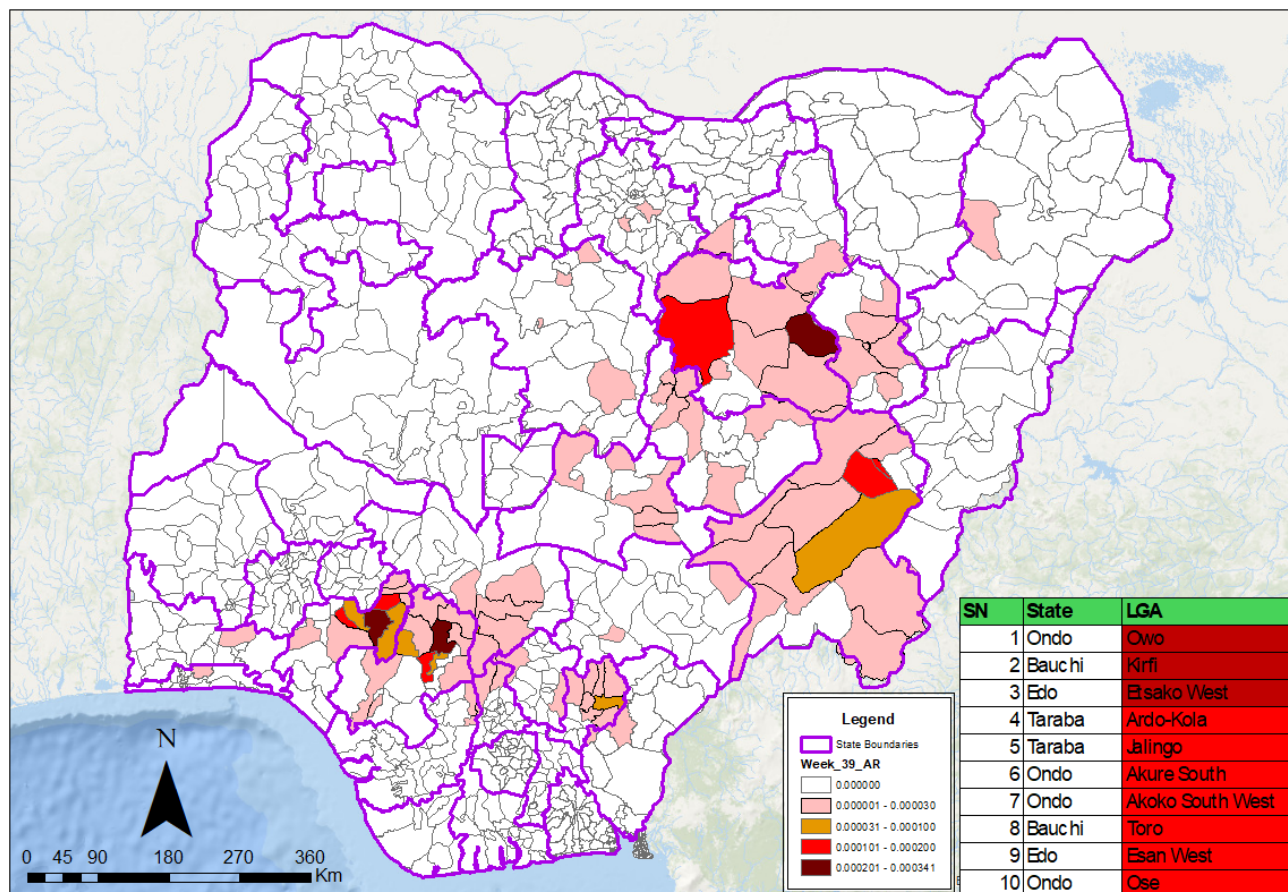 N
0 45 90 180 270 360
Km
Legend
State Boundaries
Week_39_AR
0.000000
0.000001 - 0.000030
0.000031 - 0.000100
0.000101 - 0.000200
0.000201 - 0.000341
SN State LGA
1 Ondo Owo
2 Bauchi Kirfi
3 Edo Etsako West
4 Taraba Ardo-Kola
5 Taraba Jalingo
6 Ondo Akure South
7 Ondo Akoko South West
8 Bauchi Toro
9 Edo Esan West
10 Ondo Ose